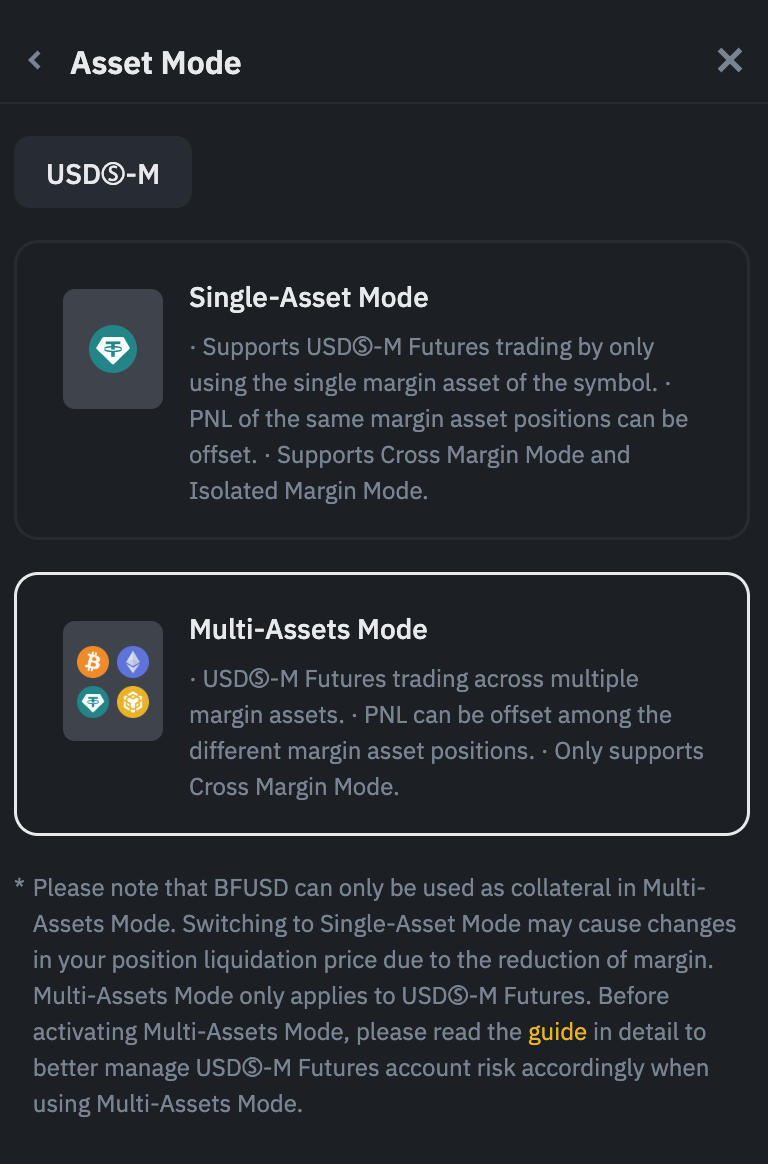 Asset Mode
USDⓈ-M
Single-Asset Mode
· Supports USDⓈ-M Futures trading by only
using the single margin asset of the symbol. ·
PNL of the same margin asset positions can be
offset. · Supports Cross Margin Mode and
Isolated Margin Mode.
Multi-Assets Mode
· USDⓈ-M Futures trading across multiple
margin assets. · PNL can be offset among the
different margin asset positions. · Only supports
Cross Margin Mode.
* Please note that BFUSD can only be used as collateral in Multi-
Assets Mode. Switching to Single-Asset Mode may cause changes
in your position liquidation price due to the reduction of margin.
Multi-Assets Mode only applies to USDⓈ-M Futures. Before
activating Multi-Assets Mode, please read the guide in detail to
better manage USDⓈ-M Futures account risk accordingly when
using Multi-Assets Mode.